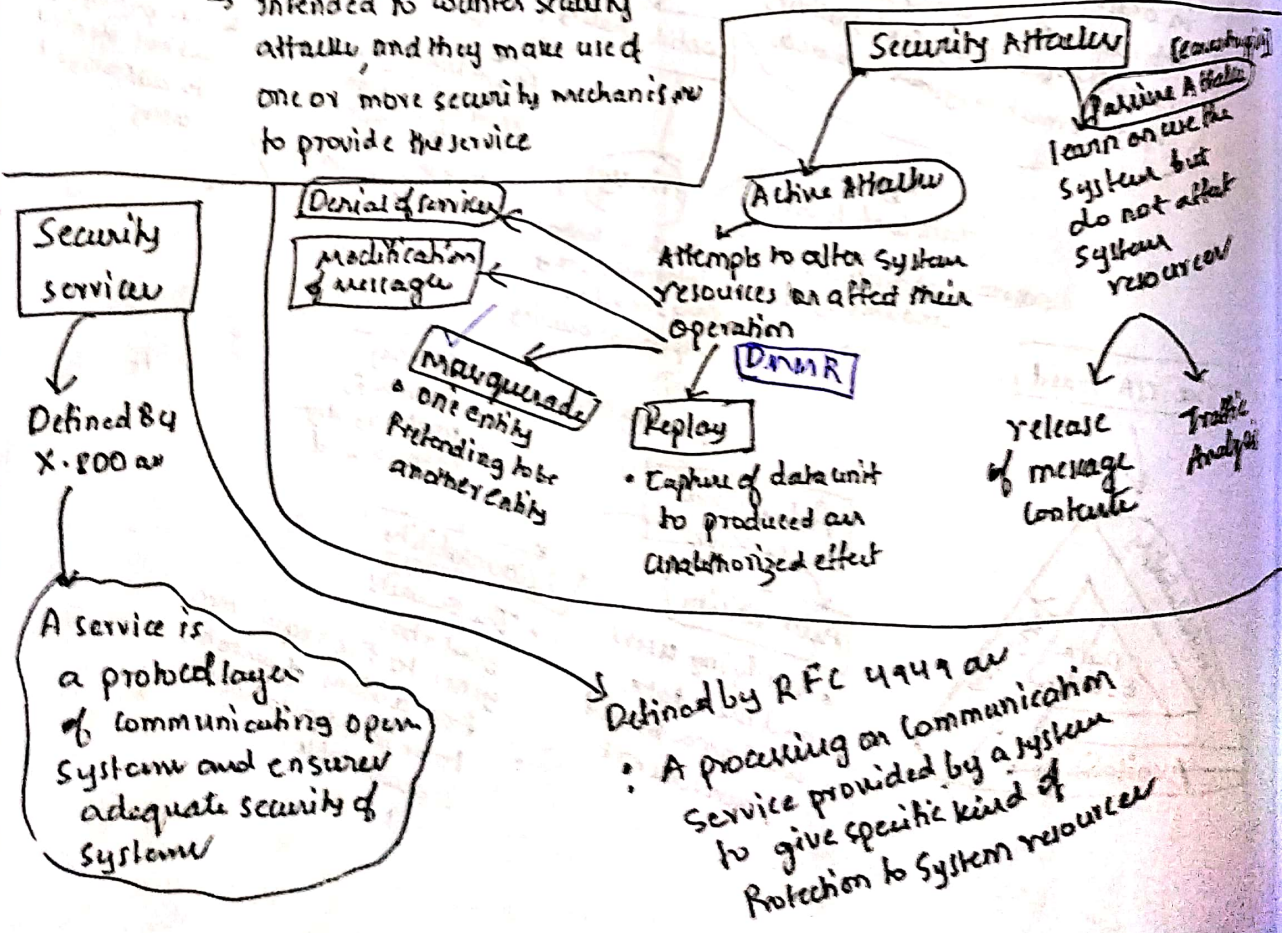 → intended to counter security
attacks, and they make use of
one or more security mechanisms
to provide the service
Security Attacks
Passive Attacks
learn or use the
system but
do not affect
system
resources
release
of message
contents
Traffic
Analysis
Active Attacks
Attempts to alter system
resources or affect their
operation
DMMR
Denial of services
Modification
of message
Masquerade
• one entity
Pretending to be
another entity
Replay
• Capture of data unit
to produced an
unauthorized effect
Security
services
Defined By
X.800 as
A service is
a protocol layer
of communicating open
systems and ensures
adequate security of
systems
Defined by RFC 4949 as
: A processing or communication
service provided by a system
to give specific kind of
Protection to system resources